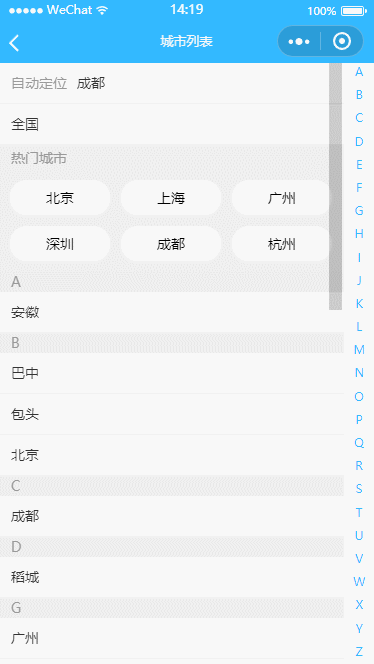 WeChat 14:19 100%
城市列表
自动定位 成都
全国
热门城市
北京 上海 广州
深圳 成都 杭州
A
安徽
B
巴中
包头
北京
C
成都
D
稻城
G
广州
A
B
C
D
E
F
G
H
I
J
K
L
M
N
O
P
Q
R
S
T
U
V
W
X
Y
Z